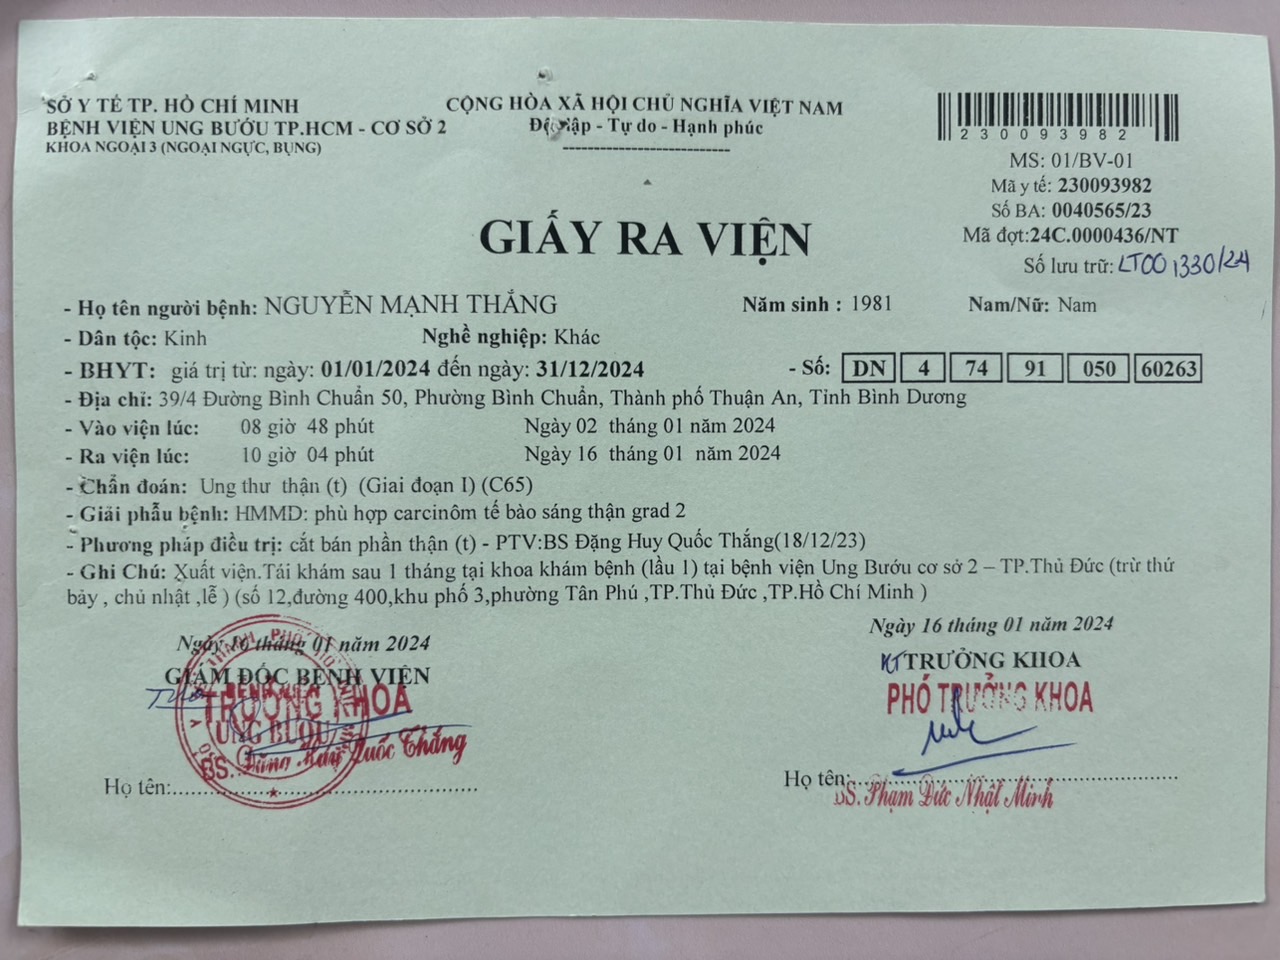 SỞ Y TẾ TP. HỒ CHÍ MINH
BỆNH VIỆN UNG BƯỚU TP.HCM - CƠ SỞ 2
KHOA NGOẠI 3 (NGOẠI NGỰC, BỤNG)
CỘNG HÒA XÃ HỘI CHỦ NGHĨA VIỆT NAM
Độc lập - Tự do - Hạnh phúc
230093982
MS: 01/BV-01
Mã y tế: 230093982
Số BA: 0040565/23
Mã đợt:24C.0000436/NT
Số lưu trữ: LT001330/24
GIẤY RA VIỆN
- Họ tên người bệnh: NGUYỄN MẠNH THẮNG Năm sinh : 1981 Nam/Nữ: Nam
- Dân tộc: Kinh Nghề nghiệp: Khác
- BHYT: giá trị từ: ngày: 01/01/2024 đến ngày: 31/12/2024 - Số: DN 4 74 91 050 60263
- Địa chỉ: 39/4 Đường Bình Chuẩn 50, Phường Bình Chuẩn, Thành phố Thuận An, Tỉnh Bình Dương
- Vào viện lúc: 08 giờ 48 phút Ngày 02 tháng 01 năm 2024
- Ra viện lúc: 10 giờ 04 phút Ngày 16 tháng 01 năm 2024
- Chẩn đoán: Ung thư thận (t) (Giai đoạn I) (C65)
- Giải phẫu bệnh: HMMD: phù hợp carcinôm tế bào sáng thận grad 2
- Phương pháp điều trị: cắt bán phần thận (t) - PTV:BS Đặng Huy Quốc Thắng(18/12/23)
- Ghi Chú: Xuất viện.Tái khám sau 1 tháng tại khoa khám bệnh (lầu 1) tại bệnh viện Ung Bướu cơ sở 2 – TP.Thủ Đức (trừ thứ
bảy , chủ nhật ,lễ ) (số 12,đường 400,khu phố 3,phường Tân Phú ,TP.Thủ Đức ,TP.Hồ Chí Minh )
Ngày 16 tháng 01 năm 2024
GIÁM ĐỐC BỆNH VIỆN
BỆNH VIỆN
TRƯỞNG KHOA
UNG BƯỚU
BS. Đặng Huy Quốc Thắng
Họ tên:
Ngày 16 tháng 01 năm 2024
KT TRƯỞNG KHOA
PHÓ TRƯỞNG KHOA
Họ tên:
BS. Phạm Đức Nhật Minh